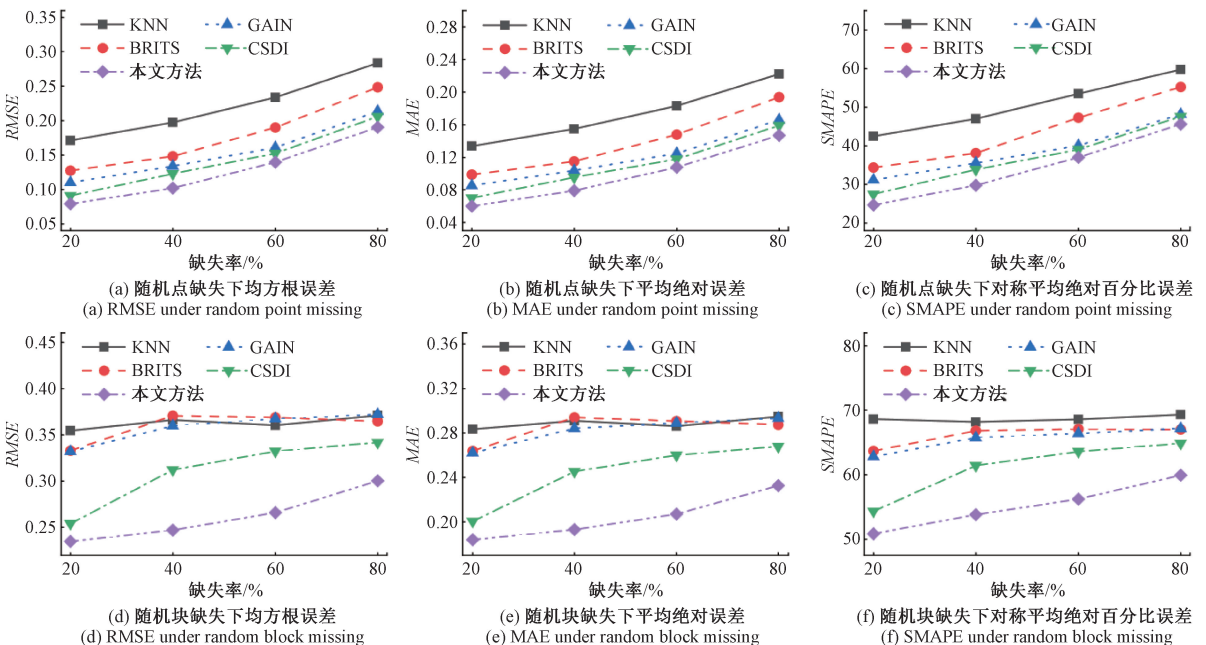 0.35
0.30
0.25
0.20
0.15
0.10
0.05
RMSE
KNN
GAIN
BRITS
CSDI
本文方法
20
40
60
80
缺失率/%
(a) 随机点缺失下均方根误差
(a) RMSE under random point missing
0.28
0.24
0.20
0.16
0.12
0.08
0.04
MAE
KNN
GAIN
BRITS
CSDI
本文方法
20
40
60
80
缺失率/%
(b) 随机点缺失下平均绝对误差
(b) MAE under random point missing
70
60
50
40
30
20
SMAPE
KNN
GAIN
BRITS
CSDI
本文方法
20
40
60
80
缺失率/%
(c) 随机点缺失下对称平均绝对百分比误差
(c) SMAPE under random point missing
0.45
0.40
0.35
0.30
0.25
RMSE
KNN
GAIN
BRITS
CSDI
本文方法
20
40
60
80
缺失率/%
(d) 随机块缺失下均方根误差
(d) RMSE under random block missing
0.36
0.32
0.28
0.24
0.20
MAE
KNN
GAIN
BRITS
CSDI
本文方法
20
40
60
80
缺失率/%
(e) 随机块缺失下平均绝对误差
(e) MAE under random block missing
80
70
60
50
SMAPE
KNN
GAIN
BRITS
CSDI
本文方法
20
40
60
80
缺失率/%
(f) 随机块缺失下对称平均绝对百分比误差
(f) SMAPE under random block missing